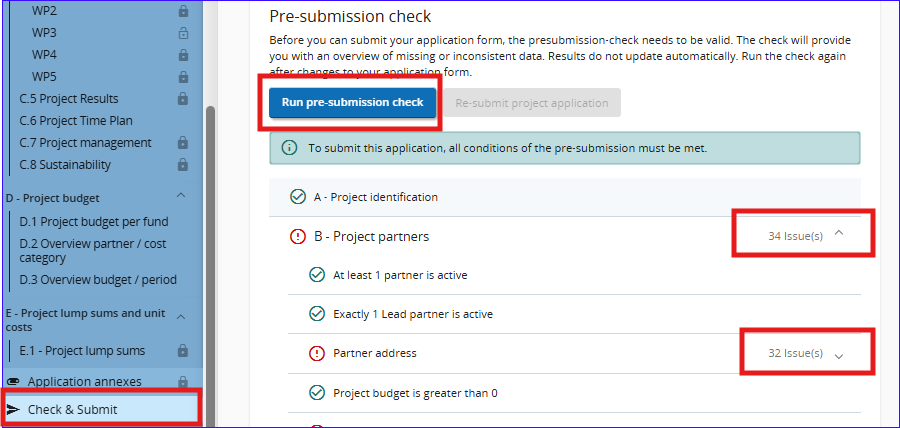 WP2
WP3
WP4
WP5
C.5 Project Results
C.6 Project Time Plan
C.7 Project management
C.8 Sustainability
D - Project budget
D.1 Project budget per fund
D.2 Overview partner / cost
category
D.3 Overview budget / period
E - Project lump sums and unit
costs
E.1 - Project lump sums
Application annexes
Check & Submit
Pre-submission check
Before you can submit your application form, the presubmission-check needs to be valid. The check will provide
you with an overview of missing or inconsistent data. Results do not update automatically. Run the check again
after changes to your application form.
Run pre-submission check
Re-submit project application
To submit this application, all conditions of the pre-submission must be met.
A - Project identification
B - Project partners
34 Issue(s)
At least 1 partner is active
Exactly 1 Lead partner is active
Partner address
32 Issue(s)
Project budget is greater than 0